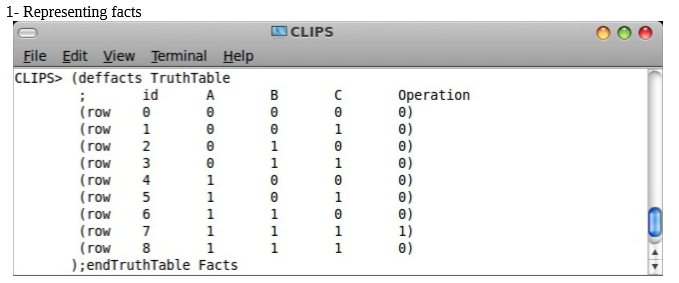 1- Representing facts
CLIPS
File Edit View Terminal Help
CLIPS> (deffacts TruthTable
; id A B C Operation
(row 0 0 0 0 0)
(row 1 0 0 1 0)
(row 2 0 1 0 0)
(row 3 0 1 1 0)
(row 4 1 0 0 0)
(row 5 1 0 1 0)
(row 6 1 1 0 0)
(row 7 1 1 1 1)
(row 8 1 1 1 0)
);endTruthTable Facts